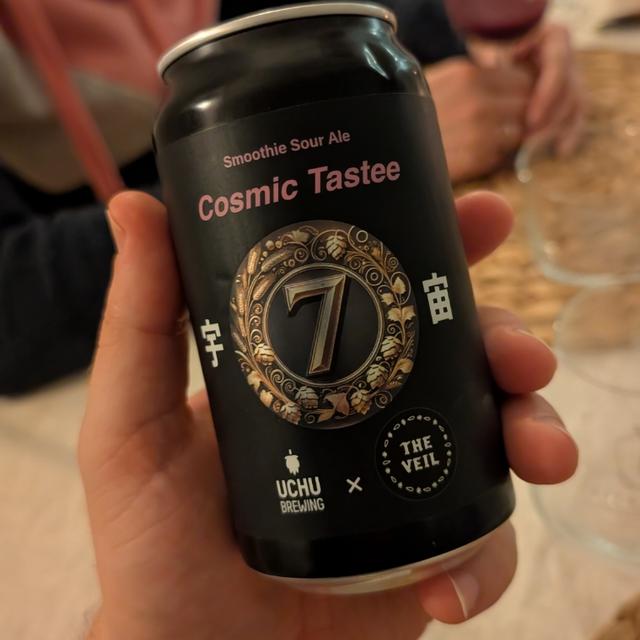 Smoothie Sour Ale
Cosmic Tastee
7
宇 宙
UCHU
BREWING
×
THE
VEIL